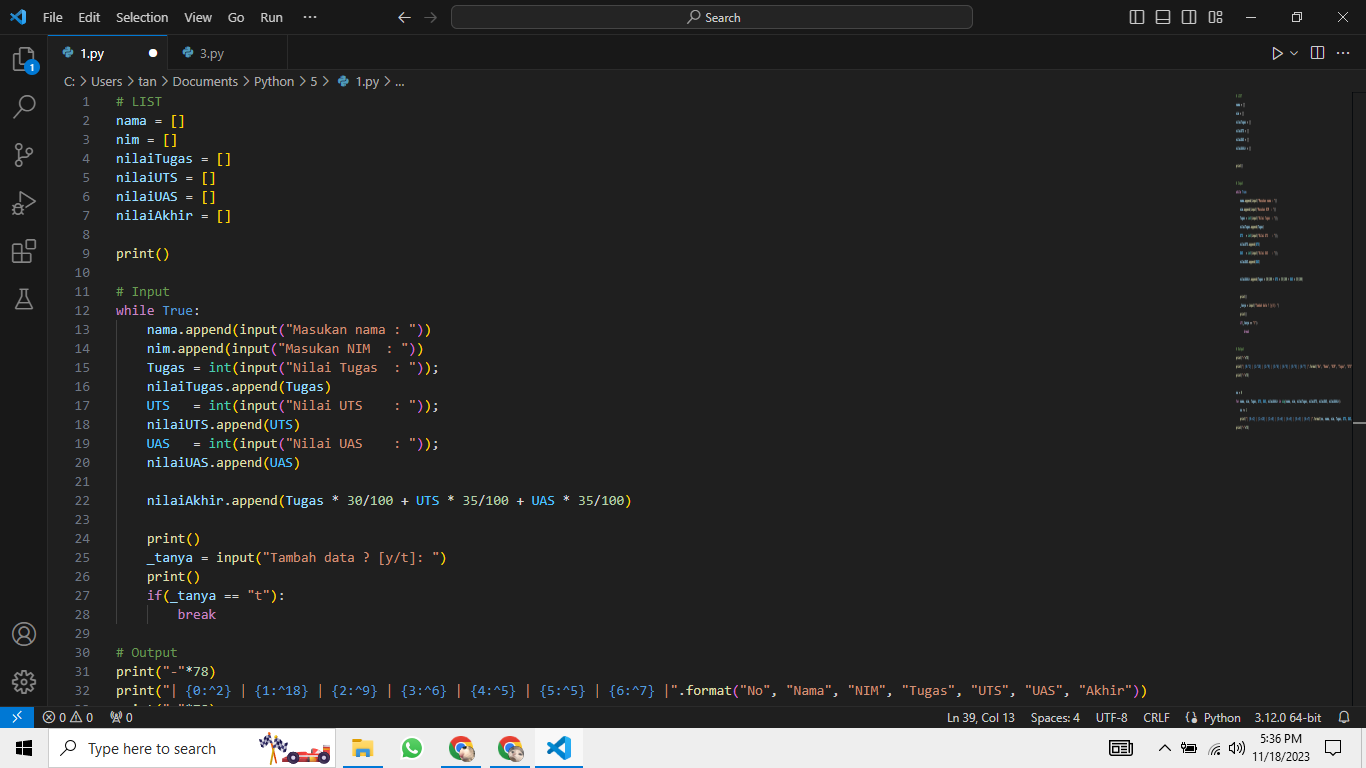 File Edit Selection View Go Run ··· Search
1.py 3.py
C: > Users > tan > Documents > Python > 5 > 1.py > ...
1 # LIST
2 nama = []
3 nim = []
4 nilaiTugas = []
5 nilaiUTS = []
6 nilaiUAS = []
7 nilaiAkhir = []
8
9 print()
10
11 # Input
12 while True:
13 nama.append(input("Masukan nama : "))
14 nim.append(input("Masukan NIM  : "))
15 Tugas = int(input("Nilai Tugas  : "));
16 nilaiTugas.append(Tugas)
17 UTS   = int(input("Nilai UTS    : "));
18 nilaiUTS.append(UTS)
19 UAS   = int(input("Nilai UAS    : "));
20 nilaiUAS.append(UAS)
21
22 nilaiAkhir.append(Tugas * 30/100 + UTS * 35/100 + UAS * 35/100)
23
24 print()
25 _tanya = input("Tambah data ? [y/t]: ")
26 print()
27 if(_tanya == "t"):
28 break
29
30 # Output
31 print("-"*78)
32 print("| {0:^2} | {1:^18} | {2:^9} | {3:^6} | {4:^5} | {5:^5} | {6:^7} |".format("No", "Nama", "NIM", "Tugas", "UTS", "UAS", "Akhir"))
0 0 0 Ln 39, Col 13 Spaces: 4 UTF-8 CRLF Python 3.12.0 64-bit
Type here to search
5:36 PM
11/18/2023